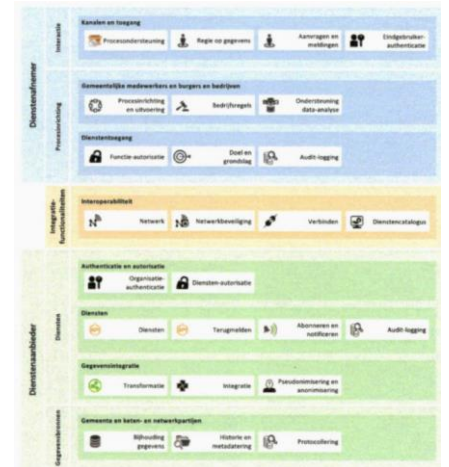 Dienstenafnemer
Interactie
Kanalen en toegang
Procesondersteuning
Regie op gegevens
Aanvragen en
meldingen
Eindgebruiker-
authenticatie
Procesinrichting
Gemeentelijke medewerkers en burgers en bedrijven
Procesinrichting
en uitvoering
Bedrijfsregels
Ondersteuning
data-analyse
Dienstentoegang
Functie-autorisatie
Doel en
grondslag
Audit-logging
Integratie-
functionaliteiten
Interoperabiliteit
Netwerk
Netwerkbeveiliging
Verbinden
Dienstencatalogus
Dienstenaanbieder
Diensten
Authenticatie en autorisatie
Organisatie-
authenticatie
Diensten-autorisatie
Diensten
Diensten
Terugmelden
Abonneren en
notificeren
Audit-logging
Gegevensintegratie
Transformatie
Integratie
Pseudonimisering en
anonimisering
Gegevensbronnen
Gemeente en keten- en netwerkpartijen
Bijhouding
gegevens
Historie en
metadatering
Protocollering